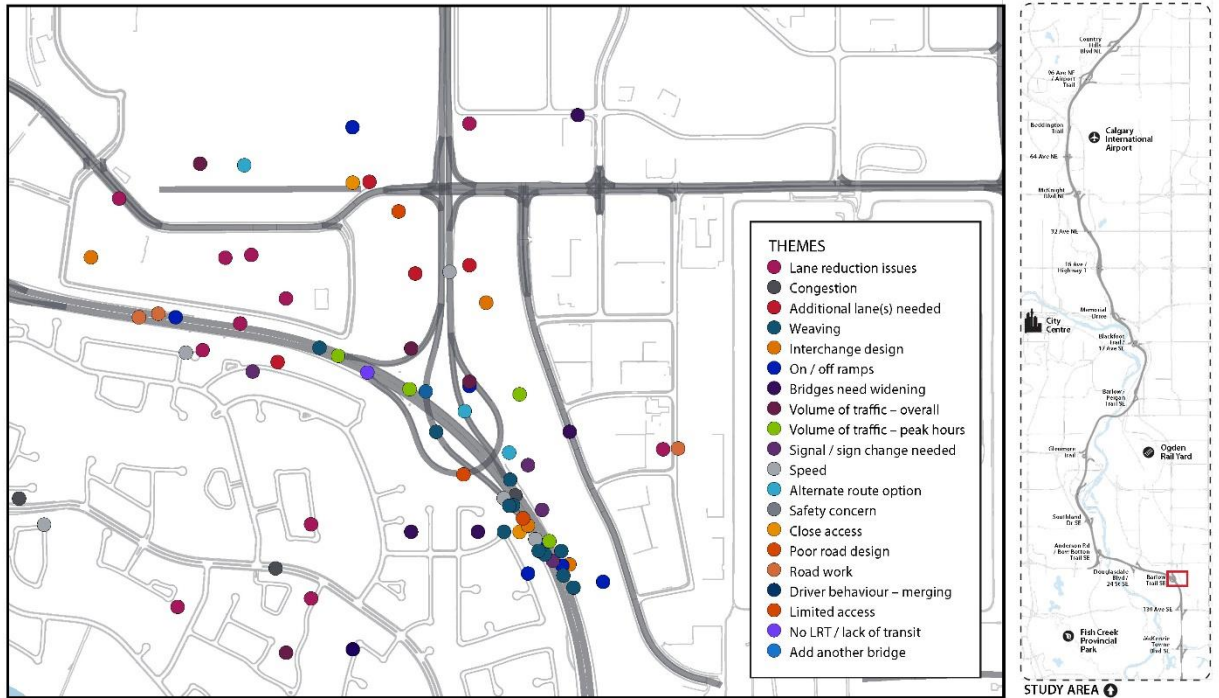 THEMES
Lane reduction issues
Congestion
Additional lane(s) needed
Weaving
Interchange design
On / off ramps
Bridges need widening
Volume of traffic – overall
Volume of traffic – peak hours
Signal / sign change needed
Speed
Alternate route option
Safety concern
Close access
Poor road design
Road work
Driver behaviour – merging
Limited access
No LRT / lack of transit
Add another bridge
Country
Hills
Blvd NE
96 Ave NE
/ Airport
Trail
Beddington
Trail
Calgary
International
Airport
64 Ave NE
McKnight
Blvd NE
32 Ave NE
16 Ave /
Highway 1
Memorial
Drive
City
Centre
Blackfoot
Trail /
17 Ave SE
Barlow /
Peigan
Trail SE
Glenmore
Trail
Ogden
Rail Yard
Southland
Dr SE
Anderson Rd
/ Bow Bottom
Trail SE
Douglasdale
Blvd /
24 St SE
Barlow
Trail SE
130 Ave SE
Fish Creek
Provincial
Park
McKenzie
Towne
Blvd SE
STUDY AREA